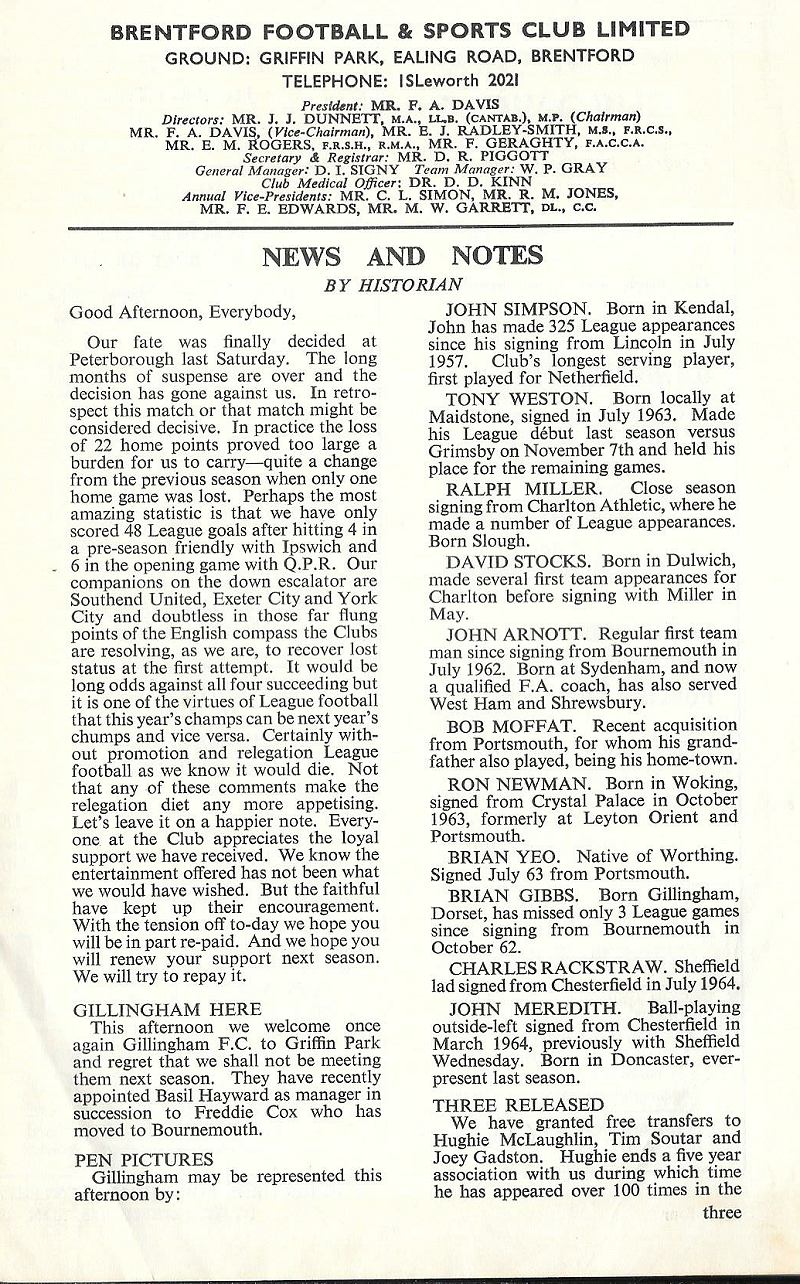 BRENTFORD FOOTBALL & SPORTS CLUB LIMITED
GROUND: GRIFFIN PARK, EALING ROAD, BRENTFORD
TELEPHONE: ISLeworth 2021
President: MR. F. A. DAVIS
Directors: MR. J. J. DUNNETT, M.A., LL.B. (CANTAB.), M.P. (Chairman)
MR. F. A. DAVIS, (Vice-Chairman), MR. E. J. RADLEY-SMITH, M.S., F.R.C.S.,
MR. E. M. ROGERS, F.R.S.H., R.M.A., MR. F. GERAGHTY, F.A.C.C.A.
Secretary & Registrar: MR. D. R. PIGGOTT
General Manager: D. I. SIGNY Team Manager: W. P. GRAY
Club Medical Officer: DR. D. D. KINN
Annual Vice-Presidents: MR. C. L. SIMON, MR. R. M. JONES,
MR. F. E. EDWARDS, MR. M. W. GARRETT, DL., C.C.
NEWS AND NOTES
BY HISTORIAN
Good Afternoon, Everybody,
Our fate was finally decided at
Peterborough last Saturday. The long
months of suspense are over and the
decision has gone against us. In retro-
spect this match or that match might be
considered decisive. In practice the loss
of 22 home points proved too large a
burden for us to carry—quite a change
from the previous season when only one
home game was lost. Perhaps the most
amazing statistic is that we have only
scored 48 League goals after hitting 4 in
a pre-season friendly with Ipswich and
6 in the opening game with Q.P.R. Our
companions on the down escalator are
Southend United, Exeter City and York
City and doubtless in those far flung
points of the English compass the Clubs
are resolving, as we are, to recover lost
status at the first attempt. It would be
long odds against all four succeeding but
it is one of the virtues of League football
that this year's champs can be next year's
chumps and vice versa. Certainly with-
out promotion and relegation League
football as we know it would die. Not
that any of these comments make the
relegation diet any more appetising.
Let's leave it on a happier note. Every-
one at the Club appreciates the loyal
support we have received. We know the
entertainment offered has not been what
we would have wished. But the faithful
have kept up their encouragement.
With the tension off to-day we hope you
will be in part re-paid. And we hope you
will renew your support next season.
We will try to repay it.
GILLINGHAM HERE
This afternoon we welcome once
again Gillingham F.C. to Griffin Park
and regret that we shall not be meeting
them next season. They have recently
appointed Basil Hayward as manager in
succession to Freddie Cox who has
moved to Bournemouth.
PEN PICTURES
Gillingham may be represented this
afternoon by:
JOHN SIMPSON. Born in Kendal,
John has made 325 League appearances
since his signing from Lincoln in July
1957. Club's longest serving player,
first played for Netherfield.
TONY WESTON. Born locally at
Maidstone, signed in July 1963. Made
his League début last season versus
Grimsby on November 7th and held his
place for the remaining games.
RALPH MILLER. Close season
signing from Charlton Athletic, where he
made a number of League appearances.
Born Slough.
DAVID STOCKS. Born in Dulwich,
made several first team appearances for
Charlton before signing with Miller in
May.
JOHN ARNOTT. Regular first team
man since signing from Bournemouth in
July 1962. Born at Sydenham, and now
a qualified F.A. coach, has also served
West Ham and Shrewsbury.
BOB MOFFAT. Recent acquisition
from Portsmouth, for whom his grand-
father also played, being his home-town.
RON NEWMAN. Born in Woking,
signed from Crystal Palace in October
1963, formerly at Leyton Orient and
Portsmouth.
BRIAN YEO. Native of Worthing.
Signed July 63 from Portsmouth.
BRIAN GIBBS. Born Gillingham,
Dorset, has missed only 3 League games
since signing from Bournemouth in
October 62.
CHARLES RACKSTRAW. Sheffield
lad signed from Chesterfield in July 1964.
JOHN MEREDITH. Ball-playing
outside-left signed from Chesterfield in
March 1964, previously with Sheffield
Wednesday. Born in Doncaster, ever-
present last season.
THREE RELEASED
We have granted free transfers to
Hughie McLaughlin, Tim Soutar and
Joey Gadston. Hughie ends a five year
association with us during which time
he has appeared over 100 times in the
three